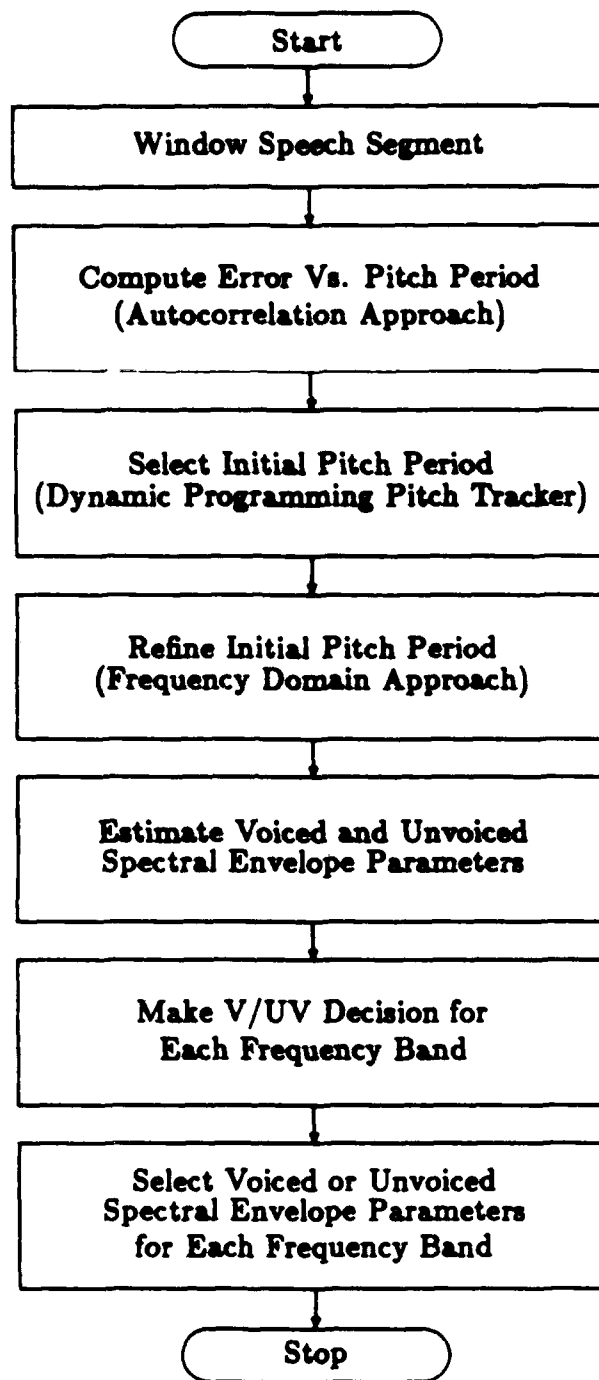 Start
Window Speech Segment
Compute Error Vs. Pitch Period
(Autocorrelation Approach)
Select Initial Pitch Period
(Dynamic Programming Pitch Tracker)
Refine Initial Pitch Period
(Frequency Domain Approach)
Estimate Voiced and Unvoiced
Spectral Envelope Parameters
Make V/UV Decision for
Each Frequency Band
Select Voiced or Unvoiced
Spectral Envelope Parameters
for Each Frequency Band
Stop